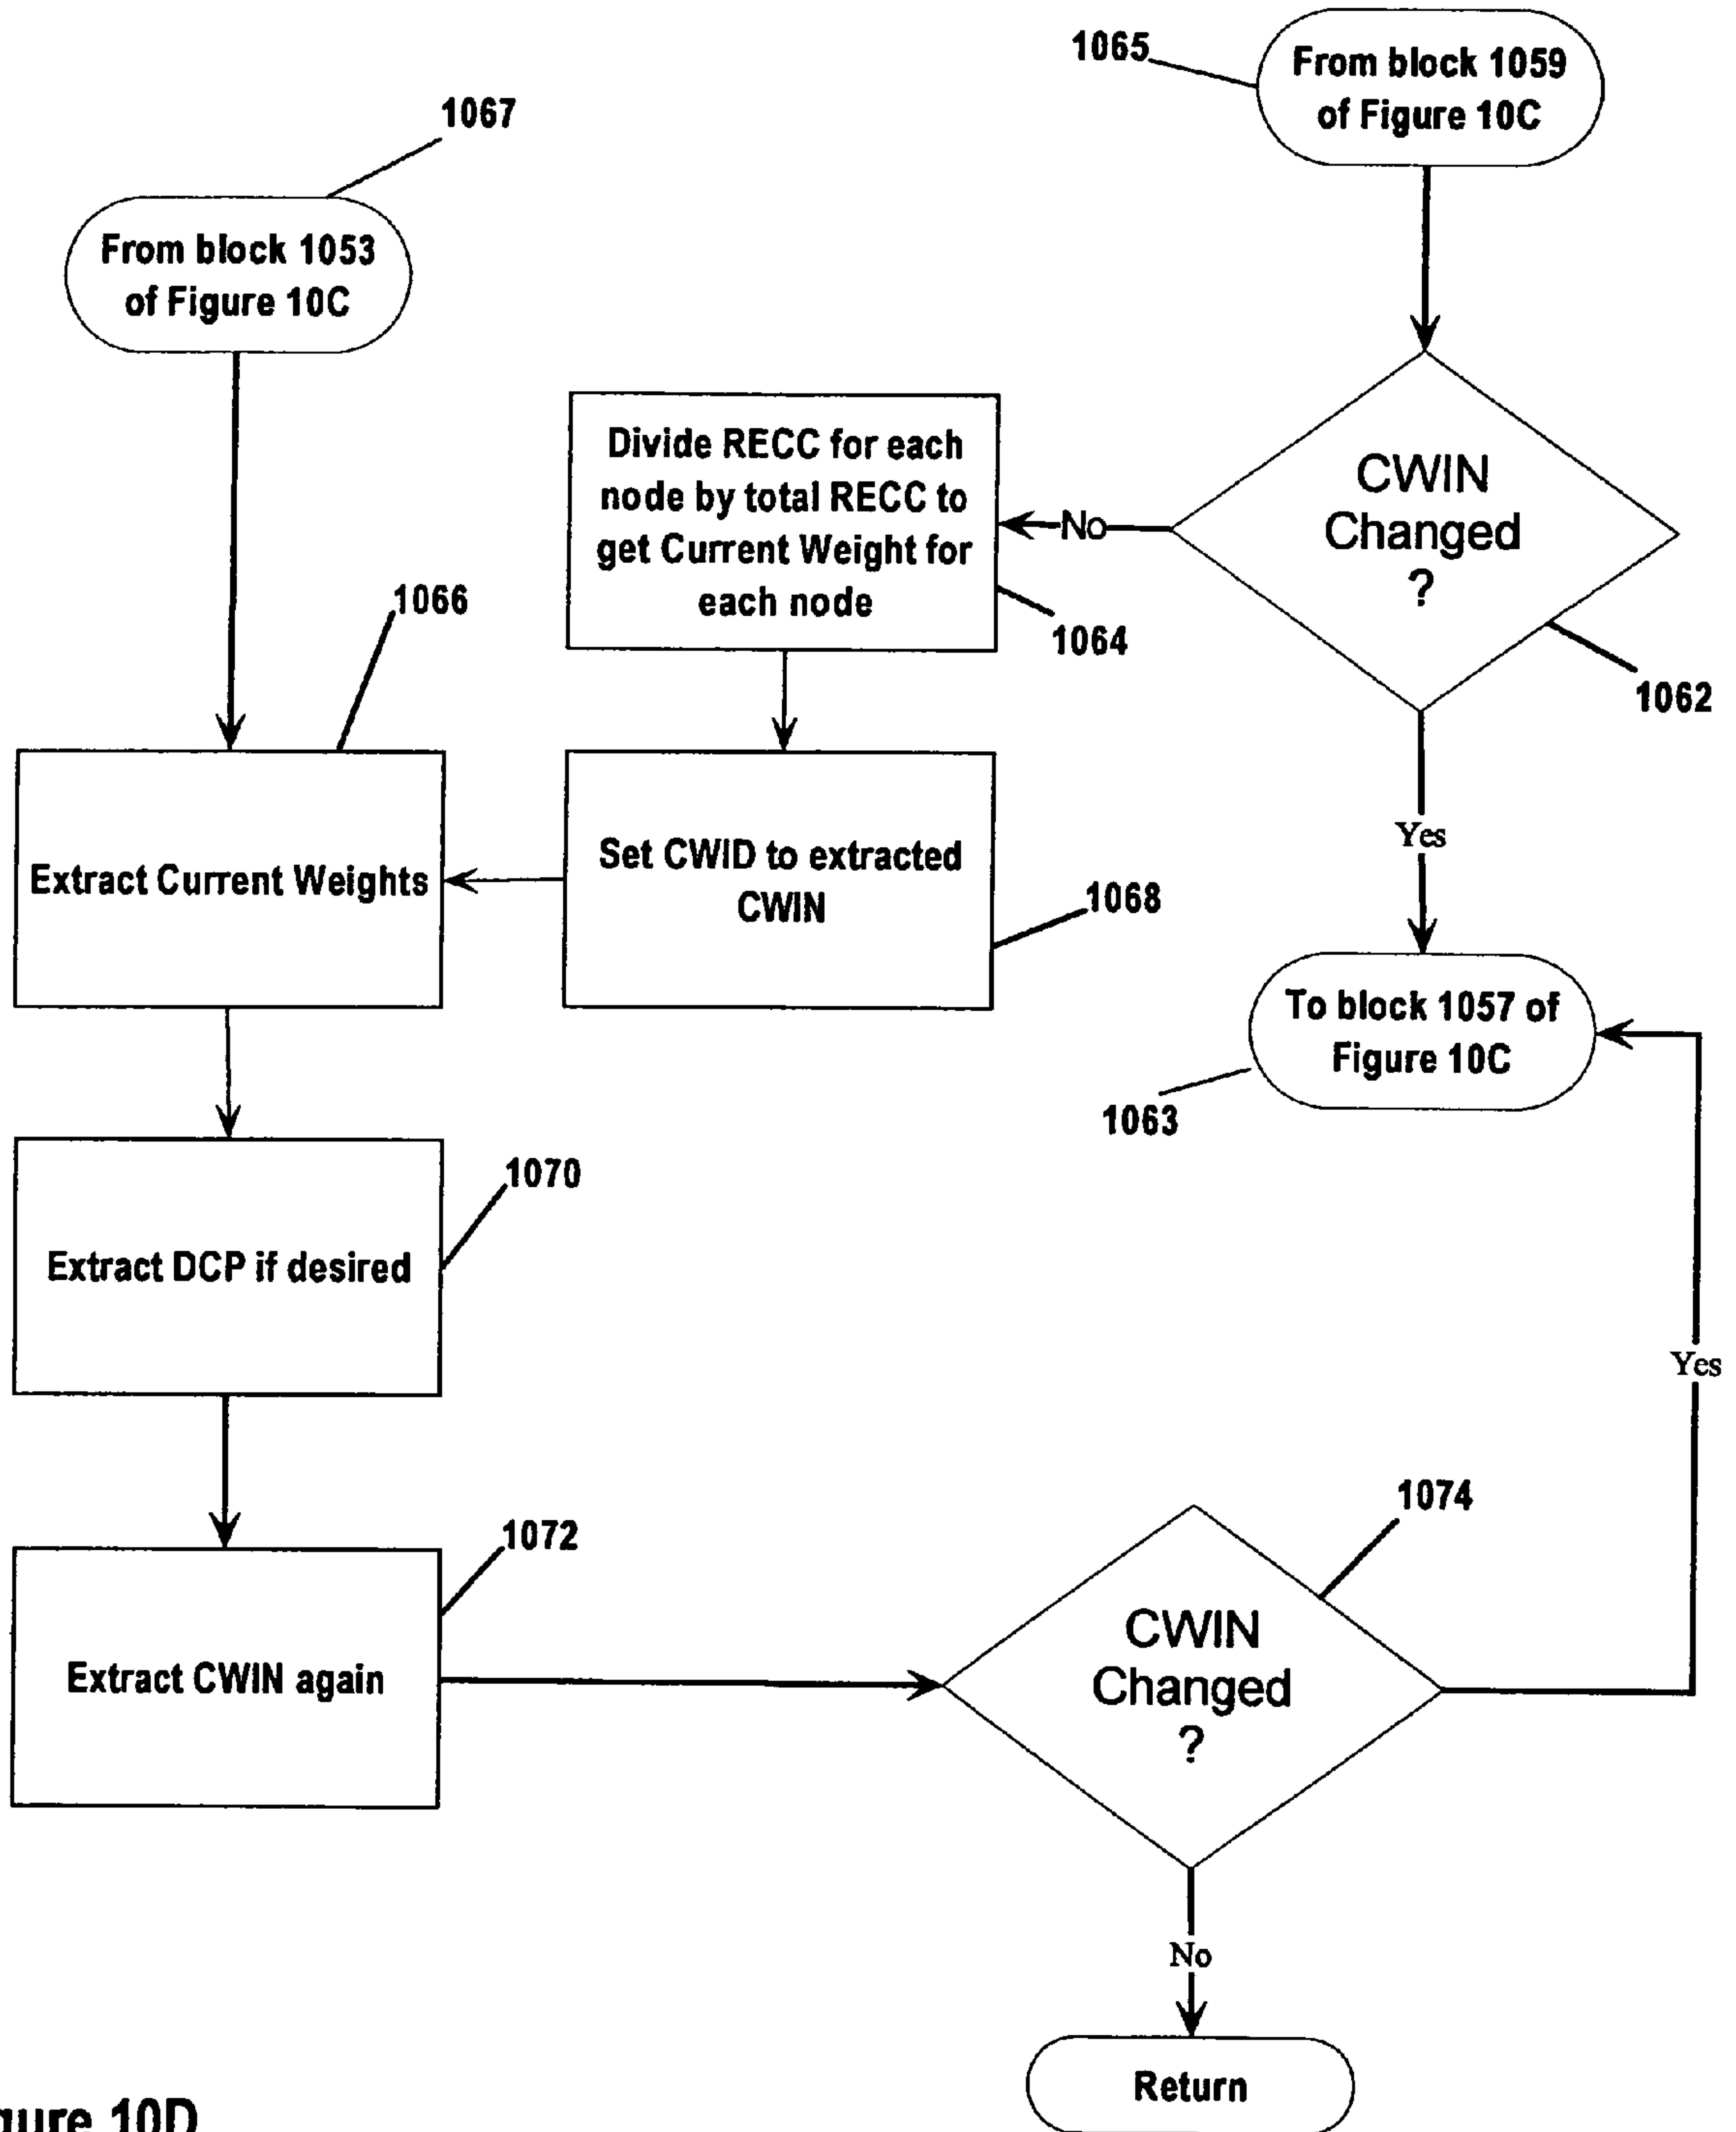 1065
From block 1059
of Figure 10C
1067
From block 1053
of Figure 10C
Divide RECC for each
node by total RECC to
get Current Weight for
each node
1064
No
CWIN
Changed
?
1062
1066
Extract Current Weights
Set CWID to extracted
CWIN
1068
Yes
To block 1057 of
Figure 10C
1063
1070
Extract DCP if desired
Yes
1072
Extract CWIN again
1074
CWIN
Changed
?
No
Return
gure 10D